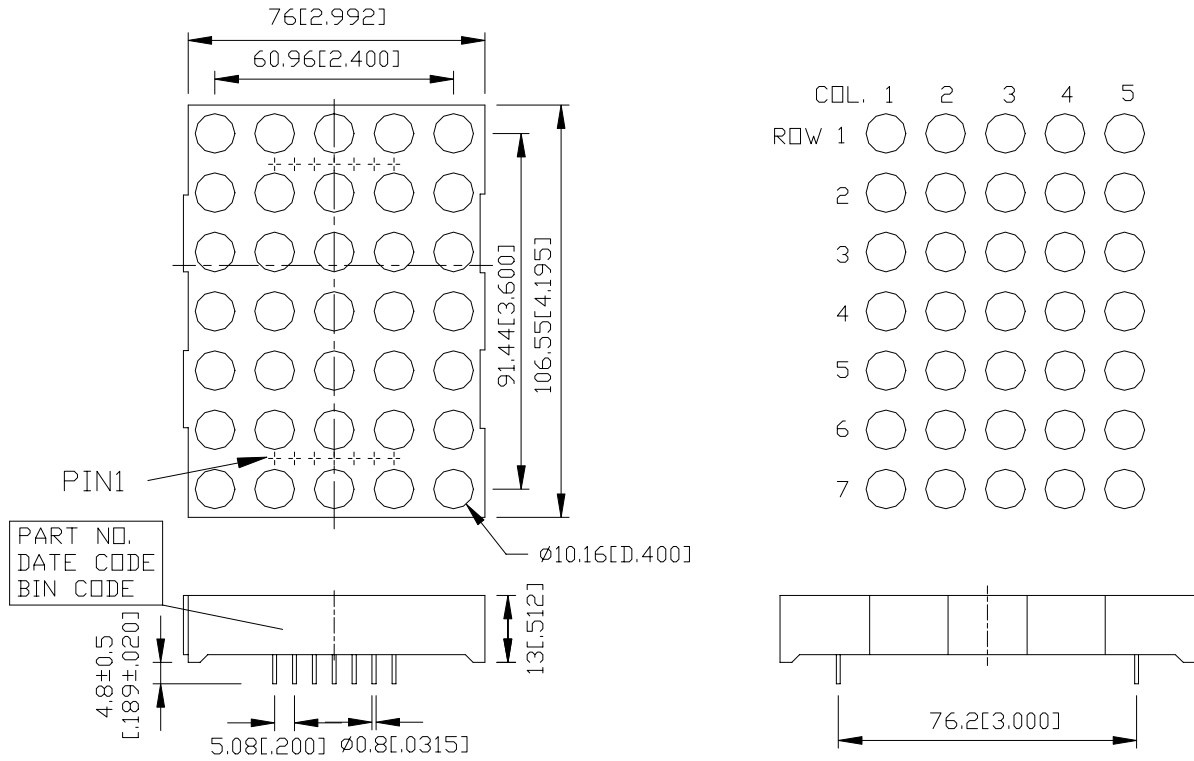 76[2.992]
60.96[2.400]
91.44[3.600]
106.55[4.195]
PIN1
Ø10.16[D.400]
PART NO.
DATE CODE
BIN CODE
4.8±0.5
[.189±.020]
13[.512]
5.08[.200] Ø0.8[.0315]
COL. 1 2 3 4 5
ROW 1
2
3
4
5
6
7
76.2[3.000]